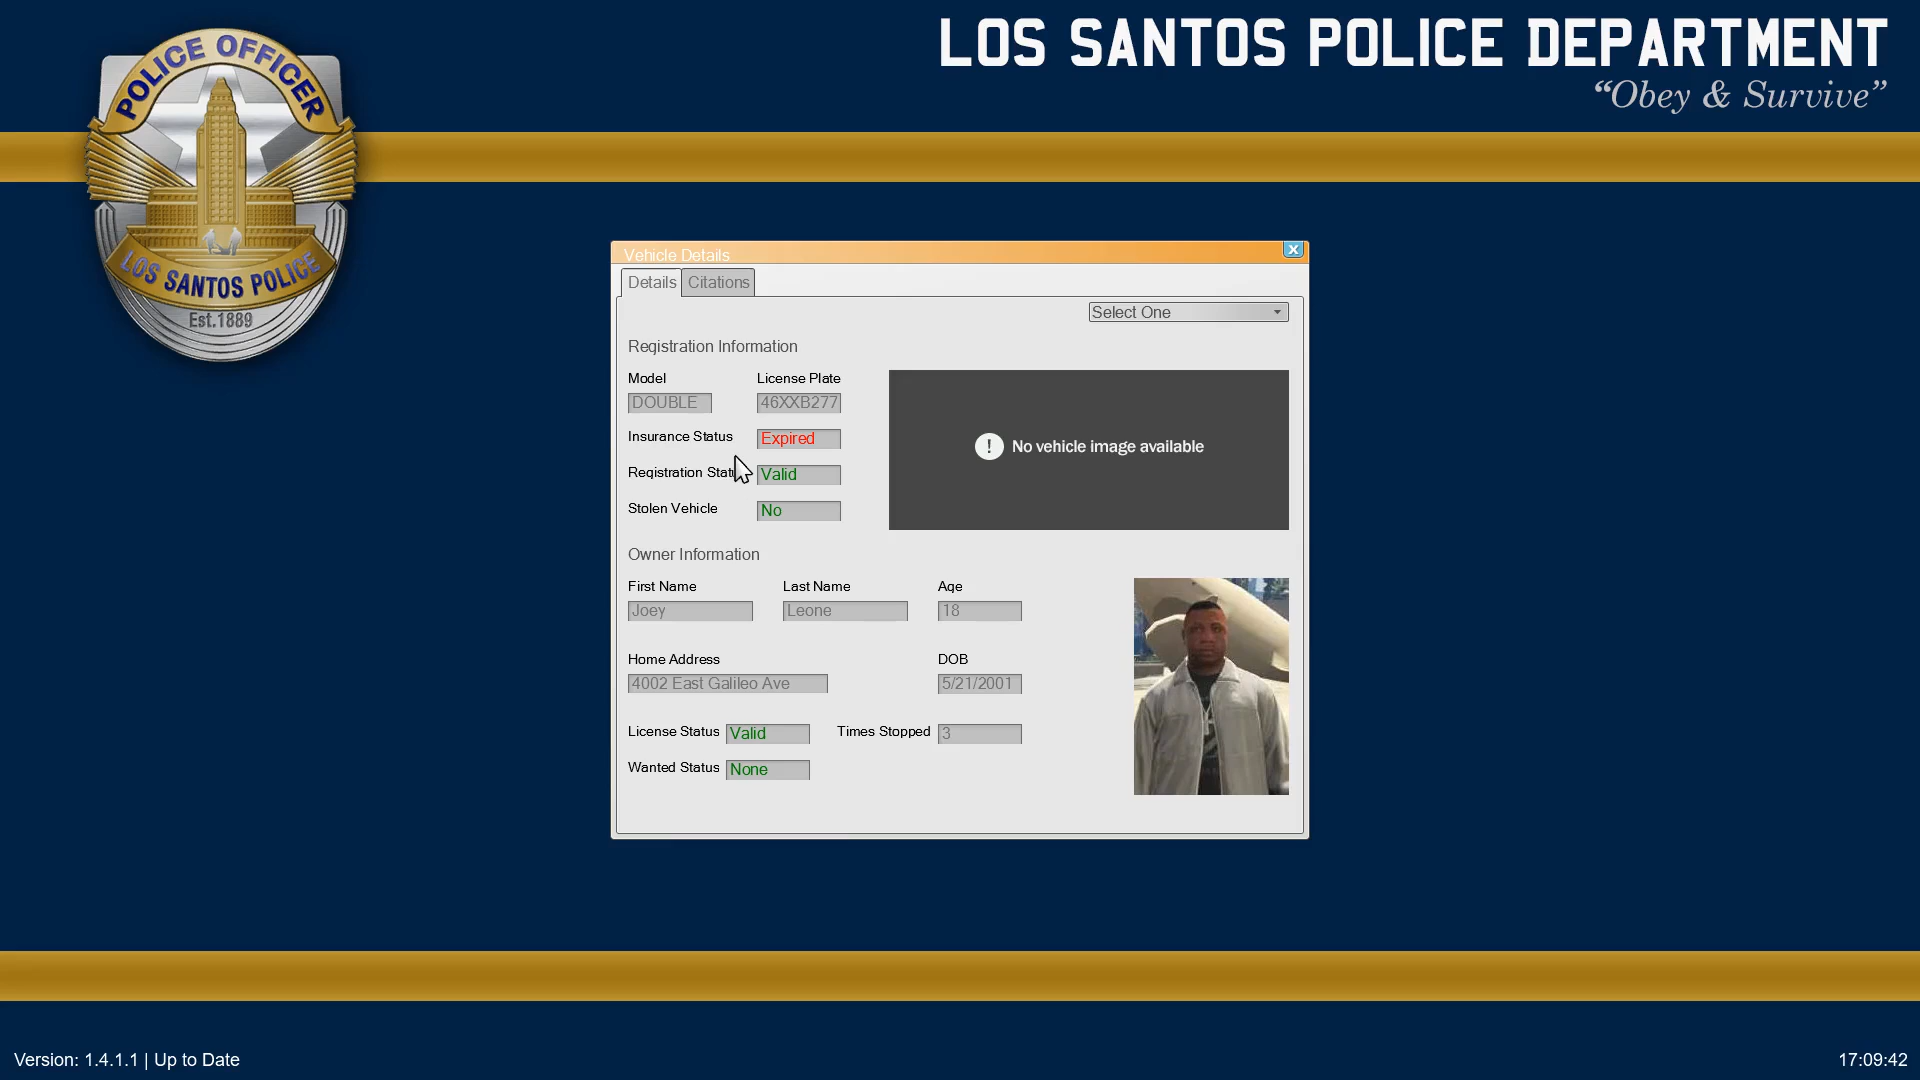 POLICE OFFICER
LOS SANTOS POLICE
Est.1889
LOS SANTOS POLICE DEPARTMENT
“Obey & Survive”
Vehicle Details
Details Citations
Select One
Registration Information
Model License Plate
DOUBLE 46XXB277
Insurance Status Expired
! No vehicle image available
Registration Statu Valid
Stolen Vehicle No
Owner Information
First Name Last Name Age
Joey Leone 18
Home Address DOB
4002 East Galileo Ave 5/21/2001
License Status Valid Times Stopped 3
Wanted Status None
Version: 1.4.1.1 | Up to Date
17:09:42